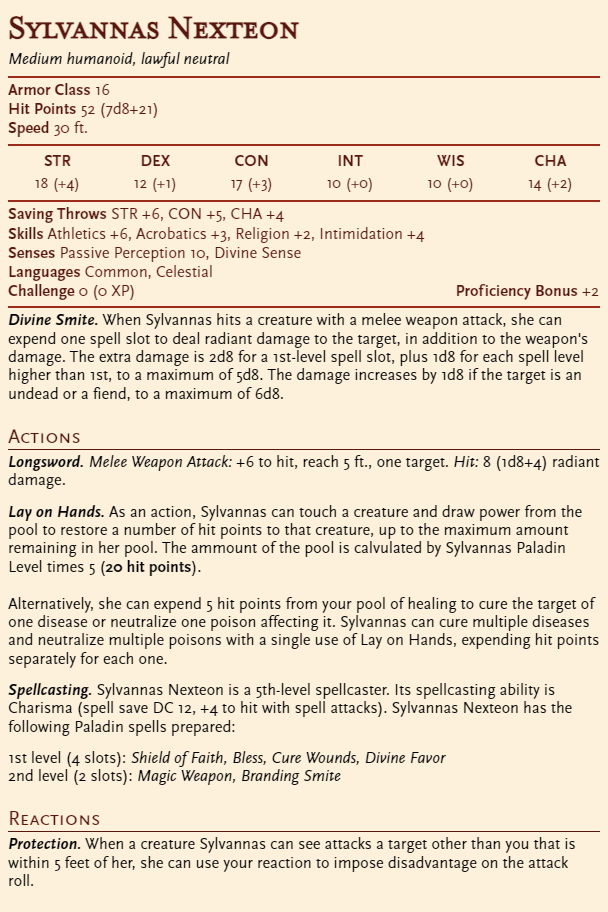 Sylvannas Nexteon
Medium humanoid, lawful neutral
Armor Class 16
Hit Points 52 (7d8+21)
Speed 30 ft.
STR DEX CON INT WIS CHA
18 (+4) 12 (+1) 17 (+3) 10 (+0) 10 (+0) 14 (+2)
Saving Throws STR +6, CON +5, CHA +4
Skills Athletics +6, Acrobatics +3, Religion +2, Intimidation +4
Senses Passive Perception 10, Divine Sense
Languages Common, Celestial
Challenge 0 (0 XP) Proficiency Bonus +2
Divine Smite. When Sylvannas hits a creature with a melee weapon attack, she can
expend one spell slot to deal radiant damage to the target, in addition to the weapon's
damage. The extra damage is 2d8 for a 1st-level spell slot, plus 1d8 for each spell level
higher than 1st, to a maximum of 5d8. The damage increases by 1d8 if the target is an
undead or a fiend, to a maximum of 6d8.
Actions
Longsword. Melee Weapon Attack: +6 to hit, reach 5 ft., one target. Hit: 8 (1d8+4) radiant
damage.
Lay on Hands. As an action, Sylvannas can touch a creature and draw power from the
pool to restore a number of hit points to that creature, up to the maximum amount
remaining in her pool. The ammount of the pool is calvulated by Sylvannas Paladin
Level times 5 (20 hit points).
Alternatively, she can expend 5 hit points from your pool of healing to cure the target of
one disease or neutralize one poison affecting it. Sylvannas can cure multiple diseases
and neutralize multiple poisons with a single use of Lay on Hands, expending hit points
separately for each one.
Spellcasting. Sylvannas Nexteon is a 5th-level spellcaster. Its spellcasting ability is
Charisma (spell save DC 12, +4 to hit with spell attacks). Sylvannas Nexteon has the
following Paladin spells prepared:
1st level (4 slots): Shield of Faith, Bless, Cure Wounds, Divine Favor
2nd level (2 slots): Magic Weapon, Branding Smite
Reactions
Protection. When a creature Sylvannas can see attacks a target other than you that is
within 5 feet of her, she can use your reaction to impose disadvantage on the attack
roll.